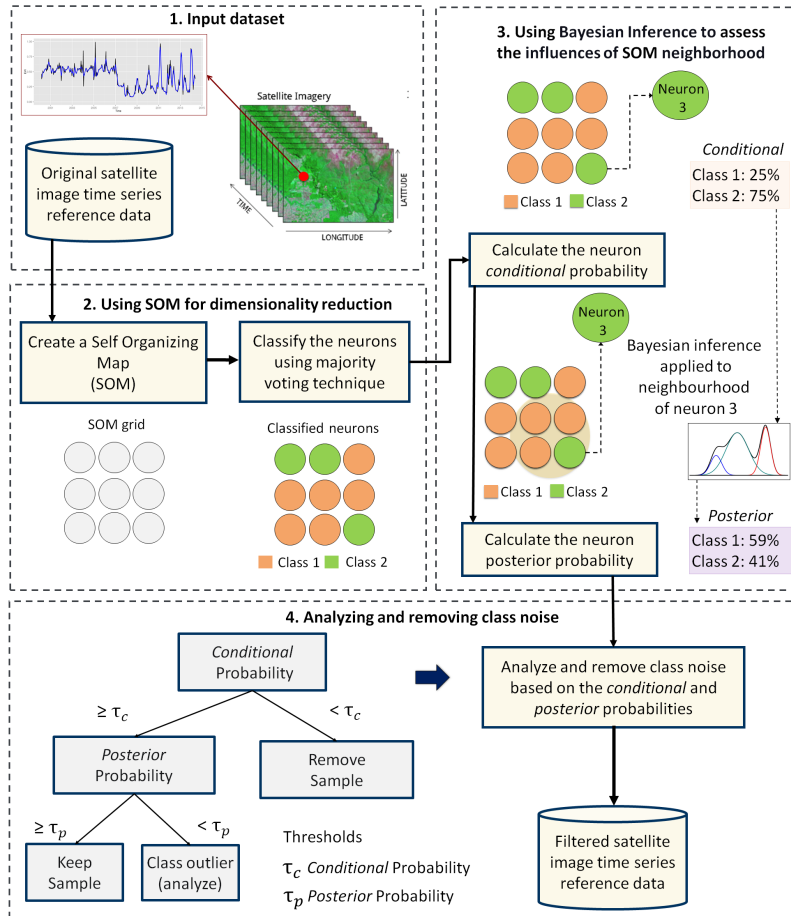 1. Input dataset
Satellite Imagery
TIME
LATITUDE
LONGITUDE
Original satellite
image time series
reference data
2. Using SOM for dimensionality reduction
Create a Self Organizing
Map
(SOM)
Classify the neurons
using majority
voting technique
SOM grid
Classified neurons
Class 1 Class 2
3. Using Bayesian Inference to assess
the influences of SOM neighborhood
Neuron
3
Class 1 Class 2
Conditional
Class 1: 25%
Class 2: 75%
Calculate the neuron
conditional probability
Neuron
3
Bayesian inference
applied to
neighbourhood
of neuron 3
Class 1 Class 2
Calculate the neuron
posterior probability
Posterior
Class 1: 59%
Class 2: 41%
4. Analyzing and removing class noise
Conditional
Probability
≥ τc
< τc
Posterior
Probability
Remove
Sample
≥ τp
< τp
Keep
Sample
Class outlier
(analyze)
Thresholds
τc Conditional Probability
τp Posterior Probability
Analyze and remove class noise
based on the conditional and
posterior probabilities
Filtered satellite
image time series
reference data